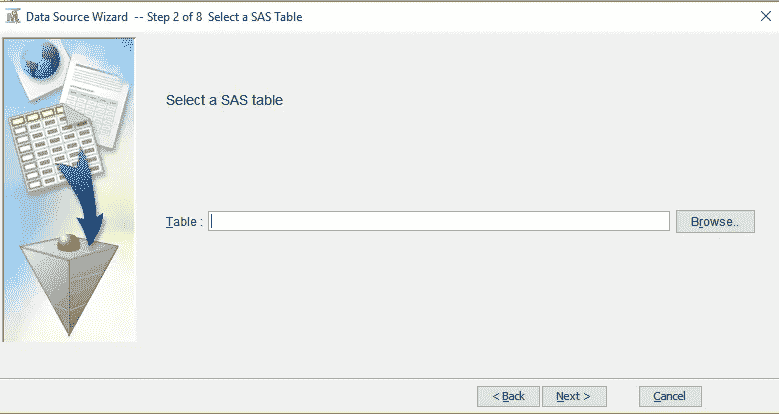 Data Source Wizard -- Step 2 of 8 Select a SAS Table
Select a SAS table
Table :
Browse..
< Back
Next >
Cancel